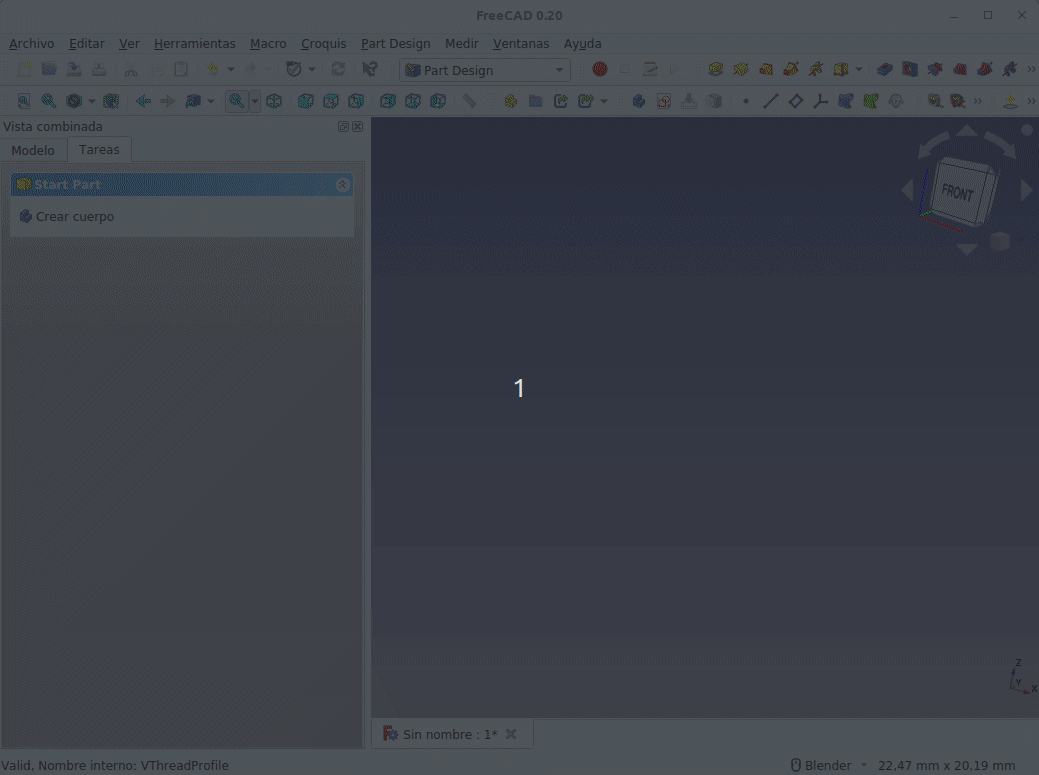 FreeCAD 0.20
Archivo Editar Ver Herramientas Macro Croquis Part Design Medir Ventanas Ayuda
Part Design
Vista combinada
Modelo Tareas
Start Part
Crear cuerpo
FRONT
1
Z
Y
X
Sin nombre : 1*
Valid, Nombre interno: VThreadProfile
Blender
22,47 mm x 20,19 mm